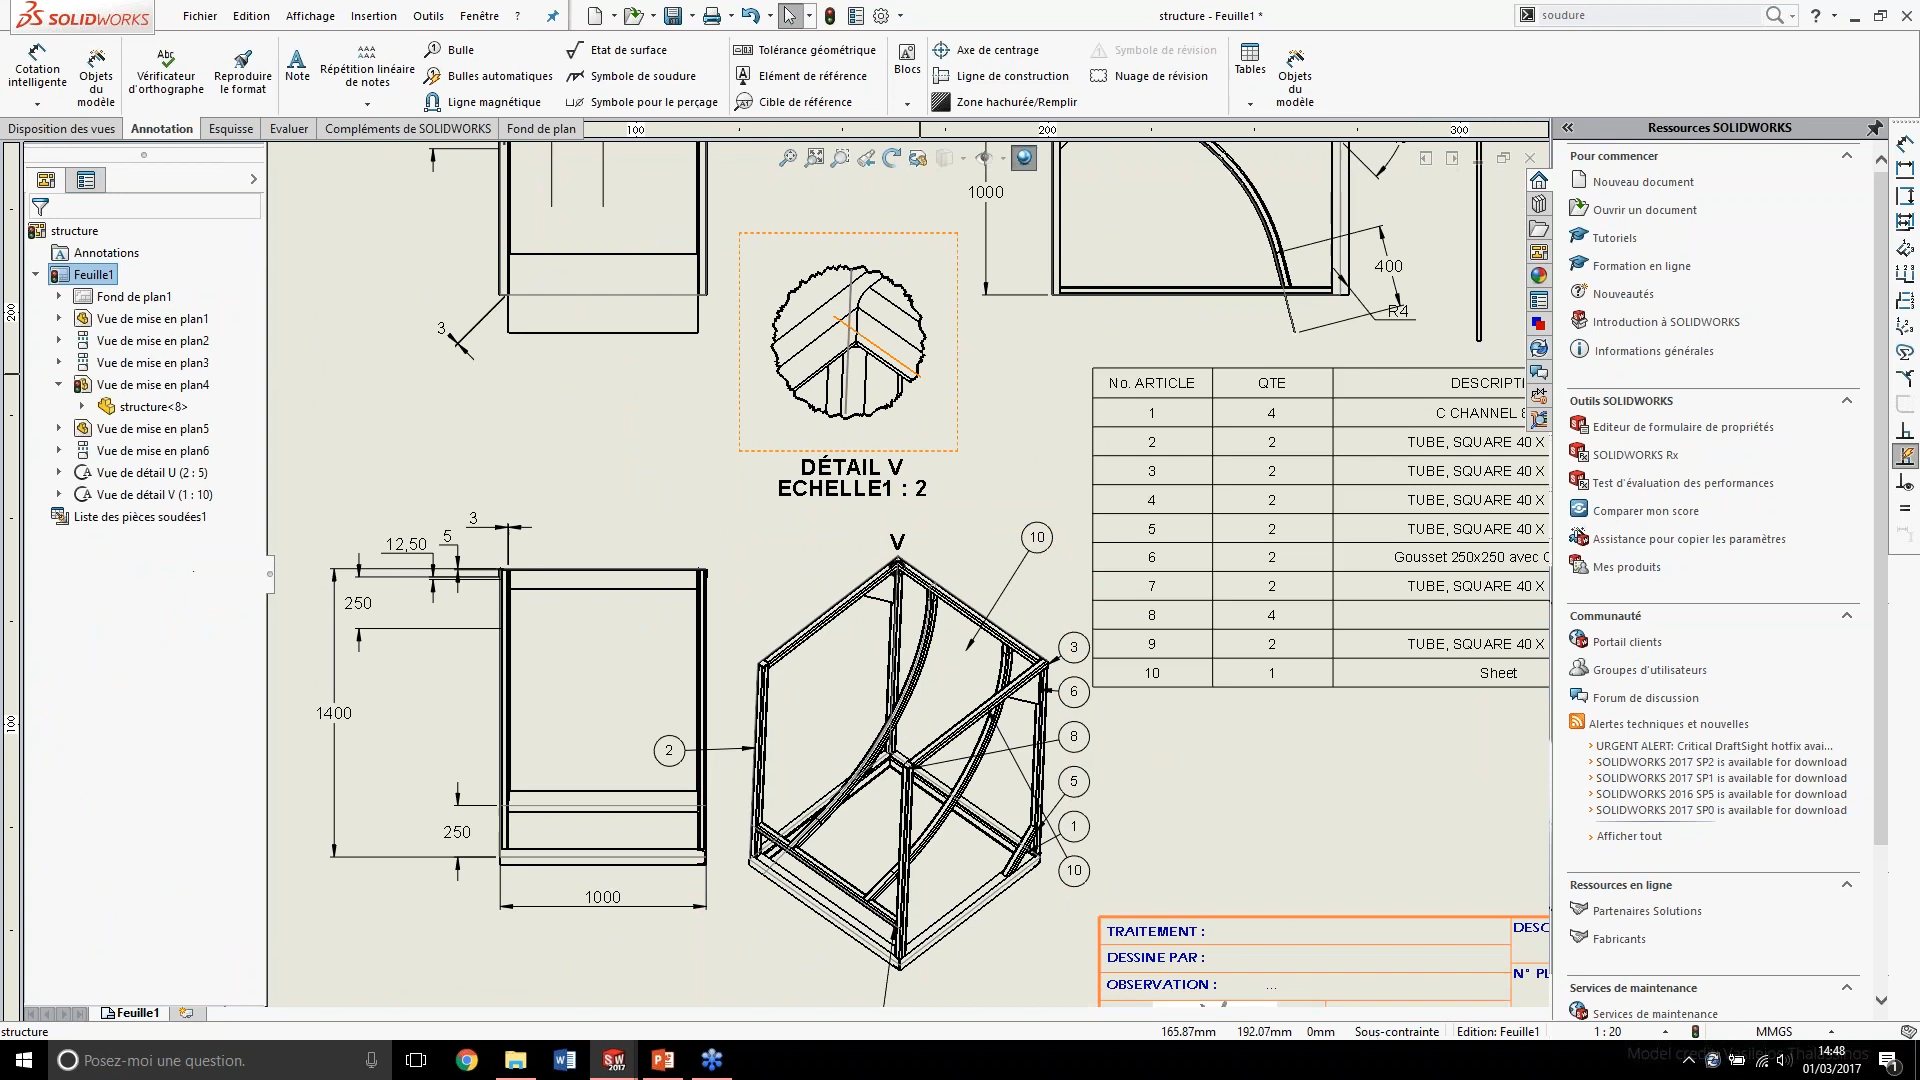 SOLIDWORKS
Fichier Edition Affichage Insertion Outils Fenêtre ?
structure - Feuille1 *
soudure
Cotation intelligente
Objets du modèle
Abc
Vérificateur d'orthographe
Reproduire le format
Note
Répétition linéaire de notes
Bulle
Bulles automatiques
Ligne magnétique
Etat de surface
Symbole de soudure
Symbole pour le perçage
Tolérance géométrique
Elément de référence
Cible de référence
Blocs
Axe de centrage
Ligne de construction
Zone hachurée/Remplir
Symbole de révision
Nuage de révision
Tables
Objets du modèle
Disposition des vues Annotation Esquisse Evaluer Compléments de SOLIDWORKS Fond de plan
100 200 300
200
100
structure
Annotations
Feuille1
Fond de plan1
Vue de mise en plan1
Vue de mise en plan2
Vue de mise en plan3
Vue de mise en plan4
structure<8>
Vue de mise en plan5
Vue de mise en plan6
Vue de détail U (2 : 5)
Vue de détail V (1 : 10)
Liste des pièces soudées1
3
1000
400
R4
DÉTAIL V
ECHELLE1 : 2
3
5
12,50
250
1400
250
1000
V
10
3
6
8
5
1
10
2
No. ARTICLE QTE DESCRIPTI
1 4 C CHANNEL 8
2 2 TUBE, SQUARE 40 X
3 2 TUBE, SQUARE 40 X
4 2 TUBE, SQUARE 40 X
5 2 TUBE, SQUARE 40 X
6 2 Gousset 250x250 avec C
7 2 TUBE, SQUARE 40 X
8 4
9 2 TUBE, SQUARE 40 X
10 1 Sheet
TRAITEMENT :
DESSINE PAR :
OBSERVATION : ...
DESC
N° PL
Ressources SOLIDWORKS
Pour commencer
Nouveau document
Ouvrir un document
Tutoriels
Formation en ligne
Nouveautés
Introduction à SOLIDWORKS
Informations générales
Outils SOLIDWORKS
Editeur de formulaire de propriétés
SOLIDWORKS Rx
Test d'évaluation des performances
Comparer mon score
Assistance pour copier les paramètres
Mes produits
Communauté
Portail clients
Groupes d'utilisateurs
Forum de discussion
Alertes techniques et nouvelles
URGENT ALERT: Critical DraftSight hotfix avai...
SOLIDWORKS 2017 SP2 is available for download
SOLIDWORKS 2017 SP1 is available for download
SOLIDWORKS 2016 SP5 is available for download
SOLIDWORKS 2017 SP0 is available for download
Afficher tout
Ressources en ligne
Partenaires Solutions
Fabricants
Services de maintenance
Services de maintenance
Feuille1
structure
165.87mm 192.07mm 0mm Sous-contrainte Edition: Feuille1 1 : 20 MMGS
Posez-moi une question.
Model credit: Vasileios Thalassinos
14:48
01/03/2017